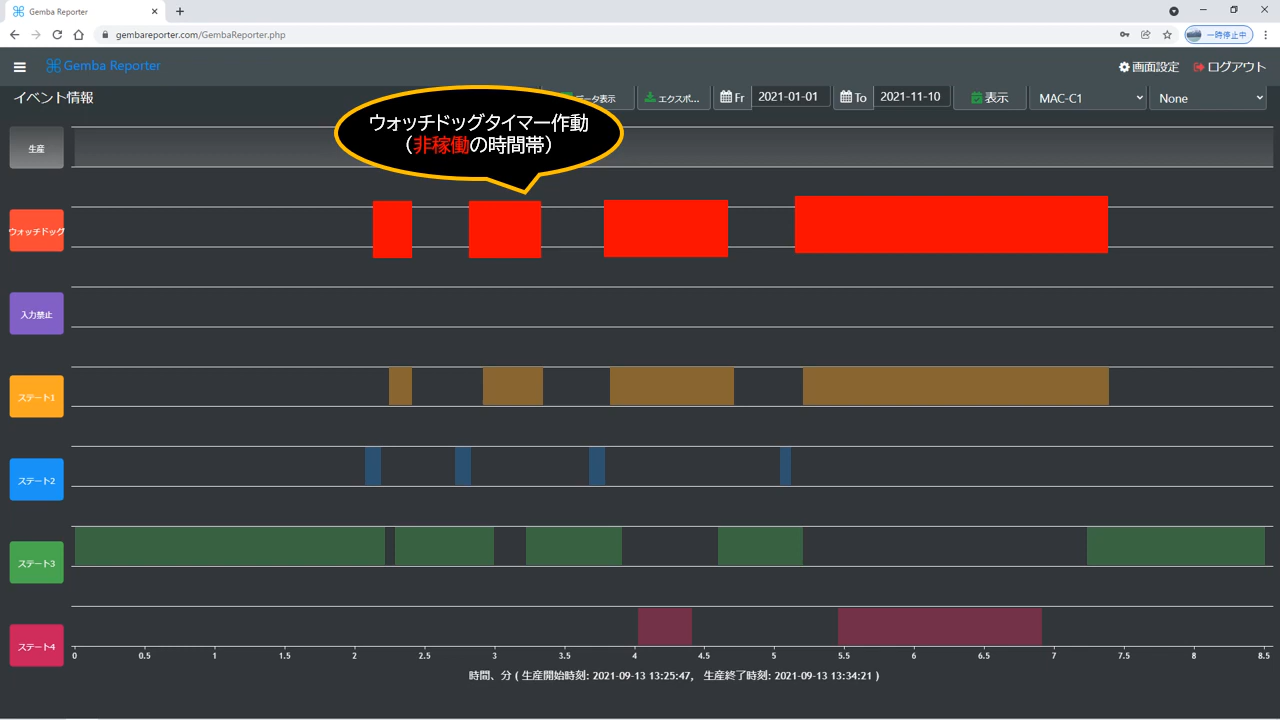 Gemba Reporter
gembareporter.com/GembaReporter.php
一時停止中
Gemba Reporter
画面設定
ログアウト
イベント情報
データ表示
エクスポ...
Fr
2021-01-01
To
2021-11-10
表示
MAC-C1
None
ウォッチドッグタイマー作動
(非稼働の時間帯)
生産
ウォッチドッグ
入力禁止
ステート1
ステート2
ステート3
ステート4
0 0.5 1 1.5 2 2.5 3 3.5 4 4.5 5 5.5 6 6.5 7 7.5 8 8.5
時間、分 ( 生産開始時刻: 2021-09-13 13:25:47,　生産終了時刻: 2021-09-13 13:34:21 )